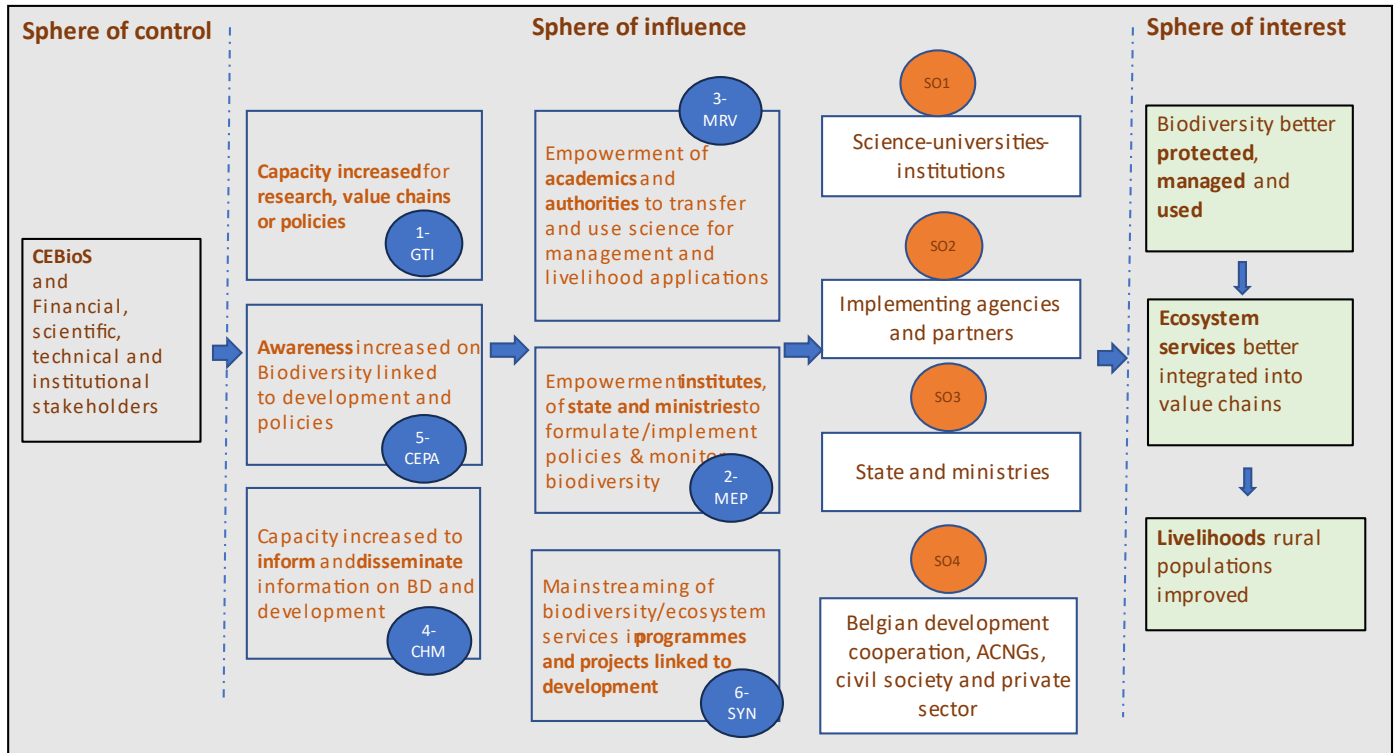 Sphere of control
Sphere of influence
Sphere of interest
CEBioS
and
Financial,
scientific,
technical and
institutional
stakeholders
Capacity increased for
research, value chains
or policies
1-
GTI
Awareness increased on
Biodiversity linked
to development and
policies
5-
CEPA
Capacity increased to
inform and disseminate
information on BD and
development
4-
CHM
3-
MRV
Empowerment of
academics and
authorities to transfer
and use science for
management and
livelihood applications
Empowerment institutes,
of state and ministries to
formulate/implement
policies & monitor
biodiversity
2-
MEP
Mainstreaming of
biodiversity/ecosystem
services in programmes
and projects linked to
development
6-
SYN
SO1
Science-universities-
institutions
SO2
Implementing agencies
and partners
SO3
State and ministries
SO4
Belgian development
cooperation, ACNGs,
civil society and private
sector
Biodiversity better
protected,
managed and
used
Ecosystem
services better
integrated into
value chains
Livelihoods rural
populations
improved